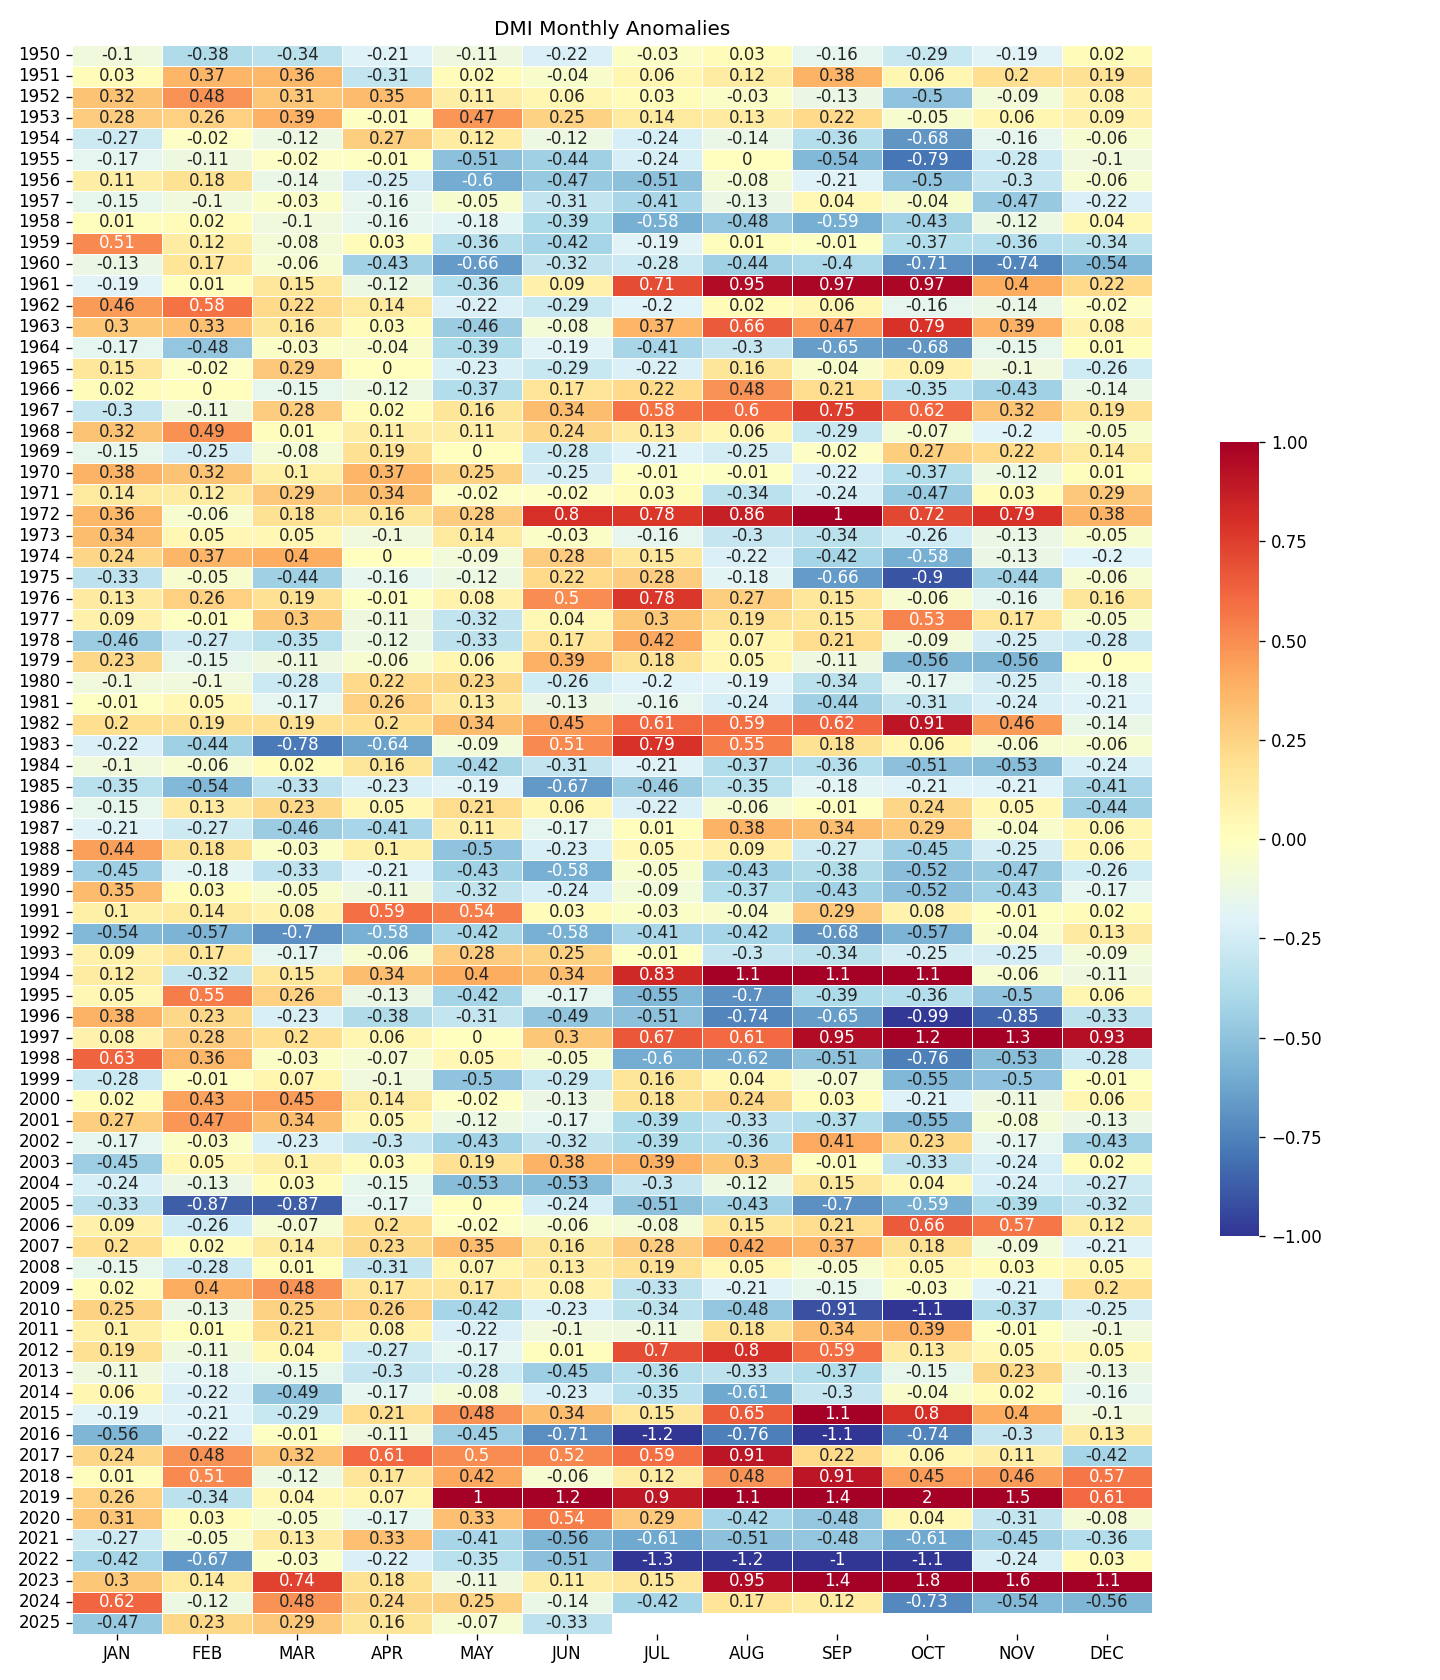 DMI Monthly Anomalies
1950 -0.1 -0.38 -0.34 -0.21 -0.11 -0.22 -0.03 0.03 -0.16 -0.29 -0.19 0.02
1951 0.03 0.37 0.36 -0.31 0.02 -0.04 0.06 0.12 0.38 0.06 0.2 0.19
1952 0.32 0.48 0.31 0.35 0.11 0.06 0.03 -0.03 -0.13 -0.5 -0.09 0.08
1953 0.28 0.26 0.39 -0.01 0.47 0.25 0.14 0.13 0.22 -0.05 0.06 0.09
1954 -0.27 -0.02 -0.12 0.27 0.12 -0.12 -0.24 -0.14 -0.36 -0.68 -0.16 -0.06
1955 -0.17 -0.11 -0.02 -0.01 -0.51 -0.44 -0.24 0 -0.54 -0.79 -0.28 -0.1
1956 0.11 0.18 -0.14 -0.25 -0.6 -0.47 -0.51 -0.08 -0.21 -0.5 -0.3 -0.06
1957 -0.15 -0.1 -0.03 -0.16 -0.05 -0.31 -0.41 -0.13 0.04 -0.04 -0.47 -0.22
1958 0.01 0.02 -0.1 -0.16 -0.18 -0.39 -0.58 -0.48 -0.59 -0.43 -0.12 0.04
1959 0.51 0.12 -0.08 0.03 -0.36 -0.42 -0.19 0.01 -0.01 -0.37 -0.36 -0.34
1960 -0.13 0.17 -0.06 -0.43 -0.66 -0.32 -0.28 -0.44 -0.4 -0.71 -0.74 -0.54
1961 -0.19 0.01 0.15 -0.12 -0.36 0.09 0.71 0.95 0.97 0.97 0.4 0.22
1962 0.46 0.58 0.22 0.14 -0.22 -0.29 -0.2 0.02 0.06 -0.16 -0.14 -0.02
1963 0.3 0.33 0.16 0.03 -0.46 -0.08 0.37 0.66 0.47 0.79 0.39 0.08
1964 -0.17 -0.48 -0.03 -0.04 -0.39 -0.19 -0.41 -0.3 -0.65 -0.68 -0.15 0.01
1965 0.15 -0.02 0.29 0 -0.23 -0.29 -0.22 0.16 -0.04 0.09 -0.1 -0.26
1966 0.02 0 -0.15 -0.12 -0.37 0.17 0.22 0.48 0.21 -0.35 -0.43 -0.14
1967 -0.3 -0.11 0.28 0.02 0.16 0.34 0.58 0.6 0.75 0.62 0.32 0.19
1968 0.32 0.49 0.01 0.11 0.11 0.24 0.13 0.06 -0.29 -0.07 -0.2 -0.05
1969 -0.15 -0.25 -0.08 0.19 0 -0.28 -0.21 -0.25 -0.02 0.27 0.22 0.14
1970 0.38 0.32 0.1 0.37 0.25 -0.25 -0.01 -0.01 -0.22 -0.37 -0.12 0.01
1971 0.14 0.12 0.29 0.34 -0.02 -0.02 0.03 -0.34 -0.24 -0.47 0.03 0.29
1972 0.36 -0.06 0.18 0.16 0.28 0.8 0.78 0.86 1 0.72 0.79 0.38
1973 0.34 0.05 0.05 -0.1 0.14 -0.03 -0.16 -0.3 -0.34 -0.26 -0.13 -0.05
1974 0.24 0.37 0.4 0 -0.09 0.28 0.15 -0.22 -0.42 -0.58 -0.13 -0.2
1975 -0.33 -0.05 -0.44 -0.16 -0.12 0.22 0.28 -0.18 -0.66 -0.9 -0.44 -0.06
1976 0.13 0.26 0.19 -0.01 0.08 0.5 0.78 0.27 0.15 -0.06 -0.16 0.16
1977 0.09 -0.01 0.3 -0.11 -0.32 0.04 0.3 0.19 0.15 0.53 0.17 -0.05
1978 -0.46 -0.27 -0.35 -0.12 -0.33 0.17 0.42 0.07 0.21 -0.09 -0.25 -0.28
1979 0.23 -0.15 -0.11 -0.06 0.06 0.39 0.18 0.05 -0.11 -0.56 -0.56 0
1980 -0.1 -0.1 -0.28 0.22 0.23 -0.26 -0.2 -0.19 -0.34 -0.17 -0.25 -0.18
1981 -0.01 0.05 -0.17 0.26 0.13 -0.13 -0.16 -0.24 -0.44 -0.31 -0.24 -0.21
1982 0.2 0.19 0.19 0.2 0.34 0.45 0.61 0.59 0.62 0.91 0.46 -0.14
1983 -0.22 -0.44 -0.78 -0.64 -0.09 0.51 0.79 0.55 0.18 0.06 -0.06 -0.06
1984 -0.1 -0.06 0.02 0.16 -0.42 -0.31 -0.21 -0.37 -0.36 -0.51 -0.53 -0.24
1985 -0.35 -0.54 -0.33 -0.23 -0.19 -0.67 -0.46 -0.35 -0.18 -0.21 -0.21 -0.41
1986 -0.15 0.13 0.23 0.05 0.21 0.06 -0.22 -0.06 -0.01 0.24 0.05 -0.44
1987 -0.21 -0.27 -0.46 -0.41 0.11 -0.17 0.01 0.38 0.34 0.29 -0.04 0.06
1988 0.44 0.18 -0.03 0.1 -0.5 -0.23 0.05 0.09 -0.27 -0.45 -0.25 0.06
1989 -0.45 -0.18 -0.33 -0.21 -0.43 -0.58 -0.05 -0.43 -0.38 -0.52 -0.47 -0.26
1990 0.35 0.03 -0.05 -0.11 -0.32 -0.24 -0.09 -0.37 -0.43 -0.52 -0.43 -0.17
1991 0.1 0.14 0.08 0.59 0.54 0.03 -0.03 -0.04 0.29 0.08 -0.01 0.02
1992 -0.54 -0.57 -0.7 -0.58 -0.42 -0.58 -0.41 -0.42 -0.68 -0.57 -0.04 0.13
1993 0.09 0.17 -0.17 -0.06 0.28 0.25 -0.01 -0.3 -0.34 -0.25 -0.25 -0.09
1994 0.12 -0.32 0.15 0.34 0.4 0.34 0.83 1.1 1.1 1.1 -0.06 -0.11
1995 0.05 0.55 0.26 -0.13 -0.42 -0.17 -0.55 -0.7 -0.39 -0.36 -0.5 0.06
1996 0.38 0.23 -0.23 -0.38 -0.31 -0.49 -0.51 -0.74 -0.65 -0.99 -0.85 -0.33
1997 0.08 0.28 0.2 0.06 0 0.3 0.67 0.61 0.95 1.2 1.3 0.93
1998 0.63 0.36 -0.03 -0.07 0.05 -0.05 -0.6 -0.62 -0.51 -0.76 -0.53 -0.28
1999 -0.28 -0.01 0.07 -0.1 -0.5 -0.29 0.16 0.04 -0.07 -0.55 -0.5 -0.01
2000 0.02 0.43 0.45 0.14 -0.02 -0.13 0.18 0.24 0.03 -0.21 -0.11 0.06
2001 0.27 0.47 0.34 0.05 -0.12 -0.17 -0.39 -0.33 -0.37 -0.55 -0.08 -0.13
2002 -0.17 -0.03 -0.23 -0.3 -0.43 -0.32 -0.39 -0.36 0.41 0.23 -0.17 -0.43
2003 -0.45 0.05 0.1 0.03 0.19 0.38 0.39 0.3 -0.01 -0.33 -0.24 0.02
2004 -0.24 -0.13 0.03 -0.15 -0.53 -0.53 -0.3 -0.12 0.15 0.04 -0.24 -0.27
2005 -0.33 -0.87 -0.87 -0.17 0 -0.24 -0.51 -0.43 -0.7 -0.59 -0.39 -0.32
2006 0.09 -0.26 -0.07 0.2 -0.02 -0.06 -0.08 0.15 0.21 0.66 0.57 0.12
2007 0.2 0.02 0.14 0.23 0.35 0.16 0.28 0.42 0.37 0.18 -0.09 -0.21
2008 -0.15 -0.28 0.01 -0.31 0.07 0.13 0.19 0.05 -0.05 0.05 0.03 0.05
2009 0.02 0.4 0.48 0.17 0.17 0.08 -0.33 -0.21 -0.15 -0.03 -0.21 0.2
2010 0.25 -0.13 0.25 0.26 -0.42 -0.23 -0.34 -0.48 -0.91 -1.1 -0.37 -0.25
2011 0.1 0.01 0.21 0.08 -0.22 -0.1 -0.11 0.18 0.34 0.39 -0.01 -0.1
2012 0.19 -0.11 0.04 -0.27 -0.17 0.01 0.7 0.8 0.59 0.13 0.05 0.05
2013 -0.11 -0.18 -0.15 -0.3 -0.28 -0.45 -0.36 -0.33 -0.37 -0.15 0.23 -0.13
2014 0.06 -0.22 -0.49 -0.17 -0.08 -0.23 -0.35 -0.61 -0.3 -0.04 0.02 -0.16
2015 -0.19 -0.21 -0.29 0.21 0.48 0.34 0.15 0.65 1.1 0.8 0.4 -0.1
2016 -0.56 -0.22 -0.01 -0.11 -0.45 -0.71 -1.2 -0.76 -1.1 -0.74 -0.3 0.13
2017 0.24 0.48 0.32 0.61 0.5 0.52 0.59 0.91 0.22 0.06 0.11 -0.42
2018 0.01 0.51 -0.12 0.17 0.42 -0.06 0.12 0.48 0.91 0.45 0.46 0.57
2019 0.26 -0.34 0.04 0.07 1 1.2 0.9 1.1 1.4 2 1.5 0.61
2020 0.31 0.03 -0.05 -0.17 0.33 0.54 0.29 -0.42 -0.48 0.04 -0.31 -0.08
2021 -0.27 -0.05 0.13 0.33 -0.41 -0.56 -0.61 -0.51 -0.48 -0.61 -0.45 -0.36
2022 -0.42 -0.67 -0.03 -0.22 -0.35 -0.51 -1.3 -1.2 -1 -1.1 -0.24 0.03
2023 0.3 0.14 0.74 0.18 -0.11 0.11 0.15 0.95 1.4 1.8 1.6 1.1
2024 0.62 -0.12 0.48 0.24 0.25 -0.14 -0.42 0.17 0.12 -0.73 -0.54 -0.56
2025 -0.47 0.23 0.29 0.16 -0.07 -0.33
JAN FEB MAR APR MAY JUN JUL AUG SEP OCT NOV DEC
1.00
0.75
0.50
0.25
0.00
−0.25
−0.50
−0.75
−1.00